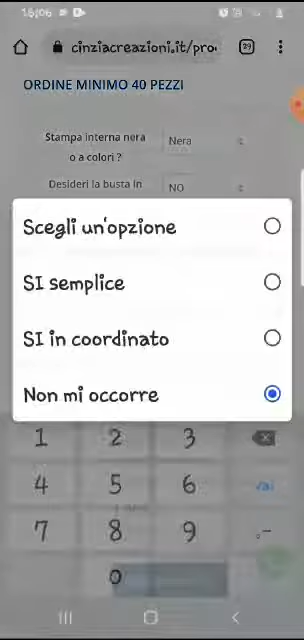 15:06
cinziacreazioni.it/pro
29
ORDINE MINIMO 40 PEZZI
Stampa interna nera
o a colori ?
Nera
Desideri la busta in
NO
Scegli un'opzione
SI semplice
SI in coordinato
Non mi occorre
1 2 3
4 5 6 Vai
7 8 9 .-
0